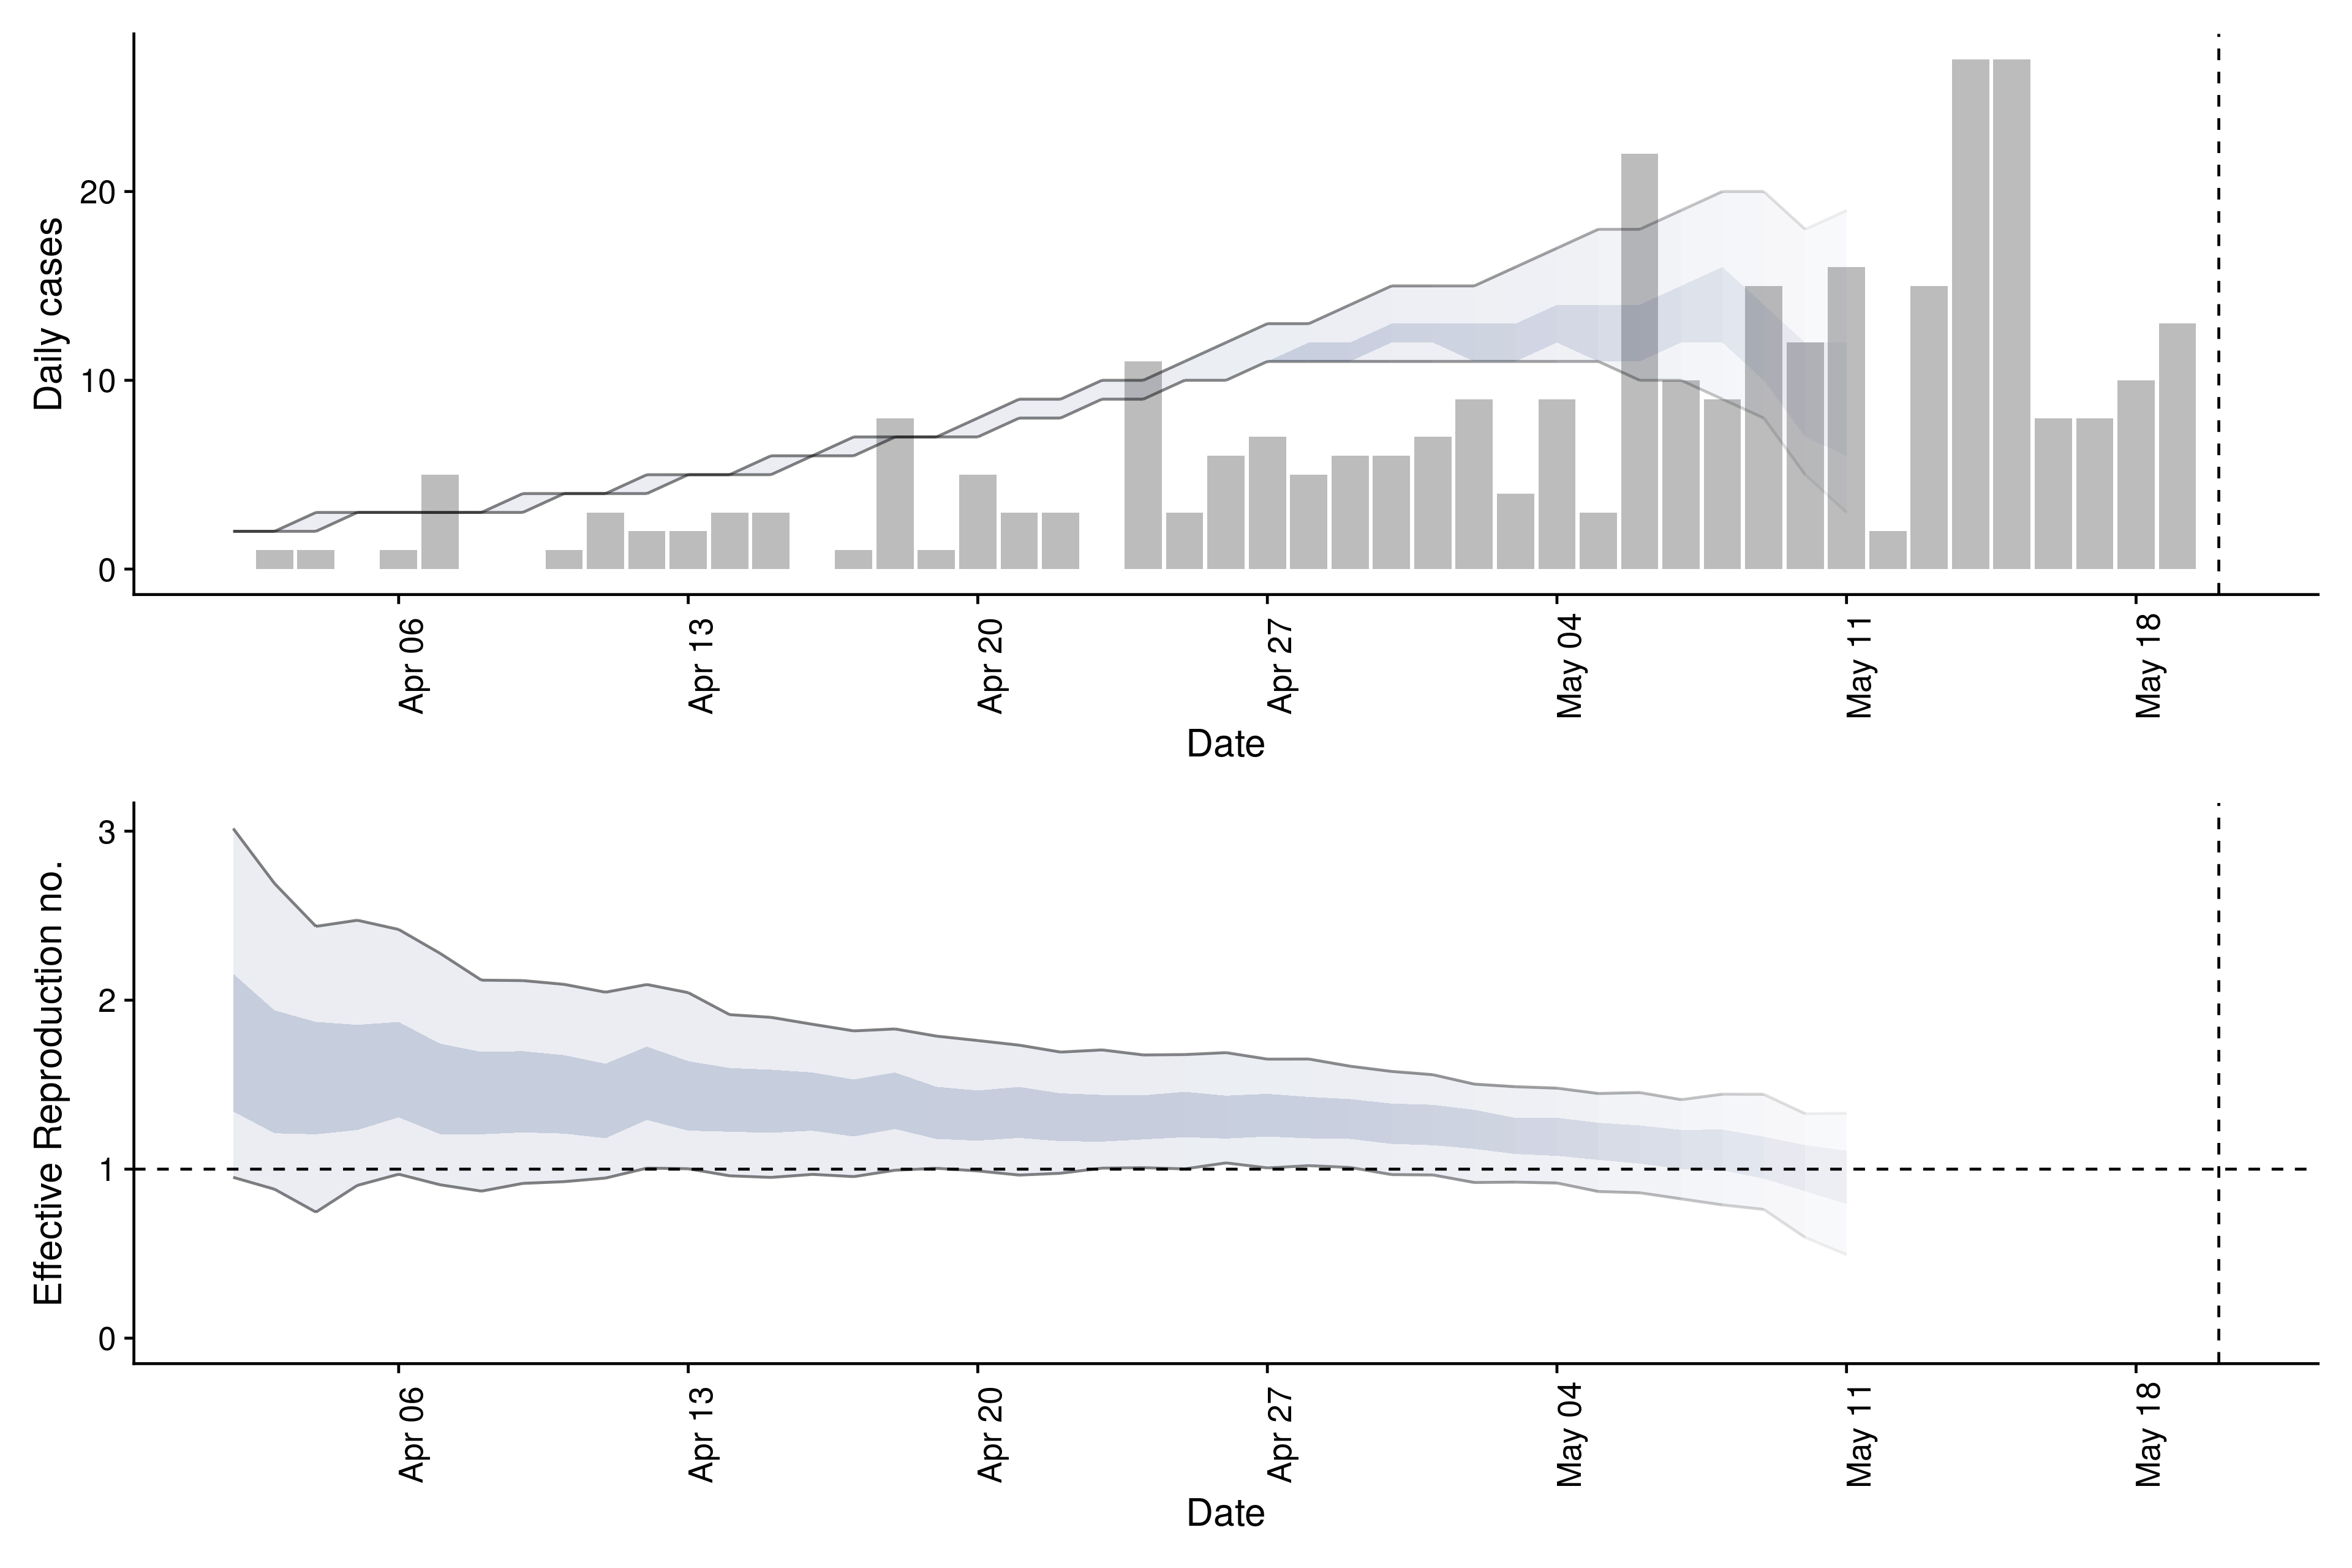 Daily cases
20
10
0
Apr 06
Apr 13
Apr 20
Apr 27
May 04
May 11
May 18
Date
Effective Reproduction no.
3
2
1
0
Apr 06
Apr 13
Apr 20
Apr 27
May 04
May 11
May 18
Date